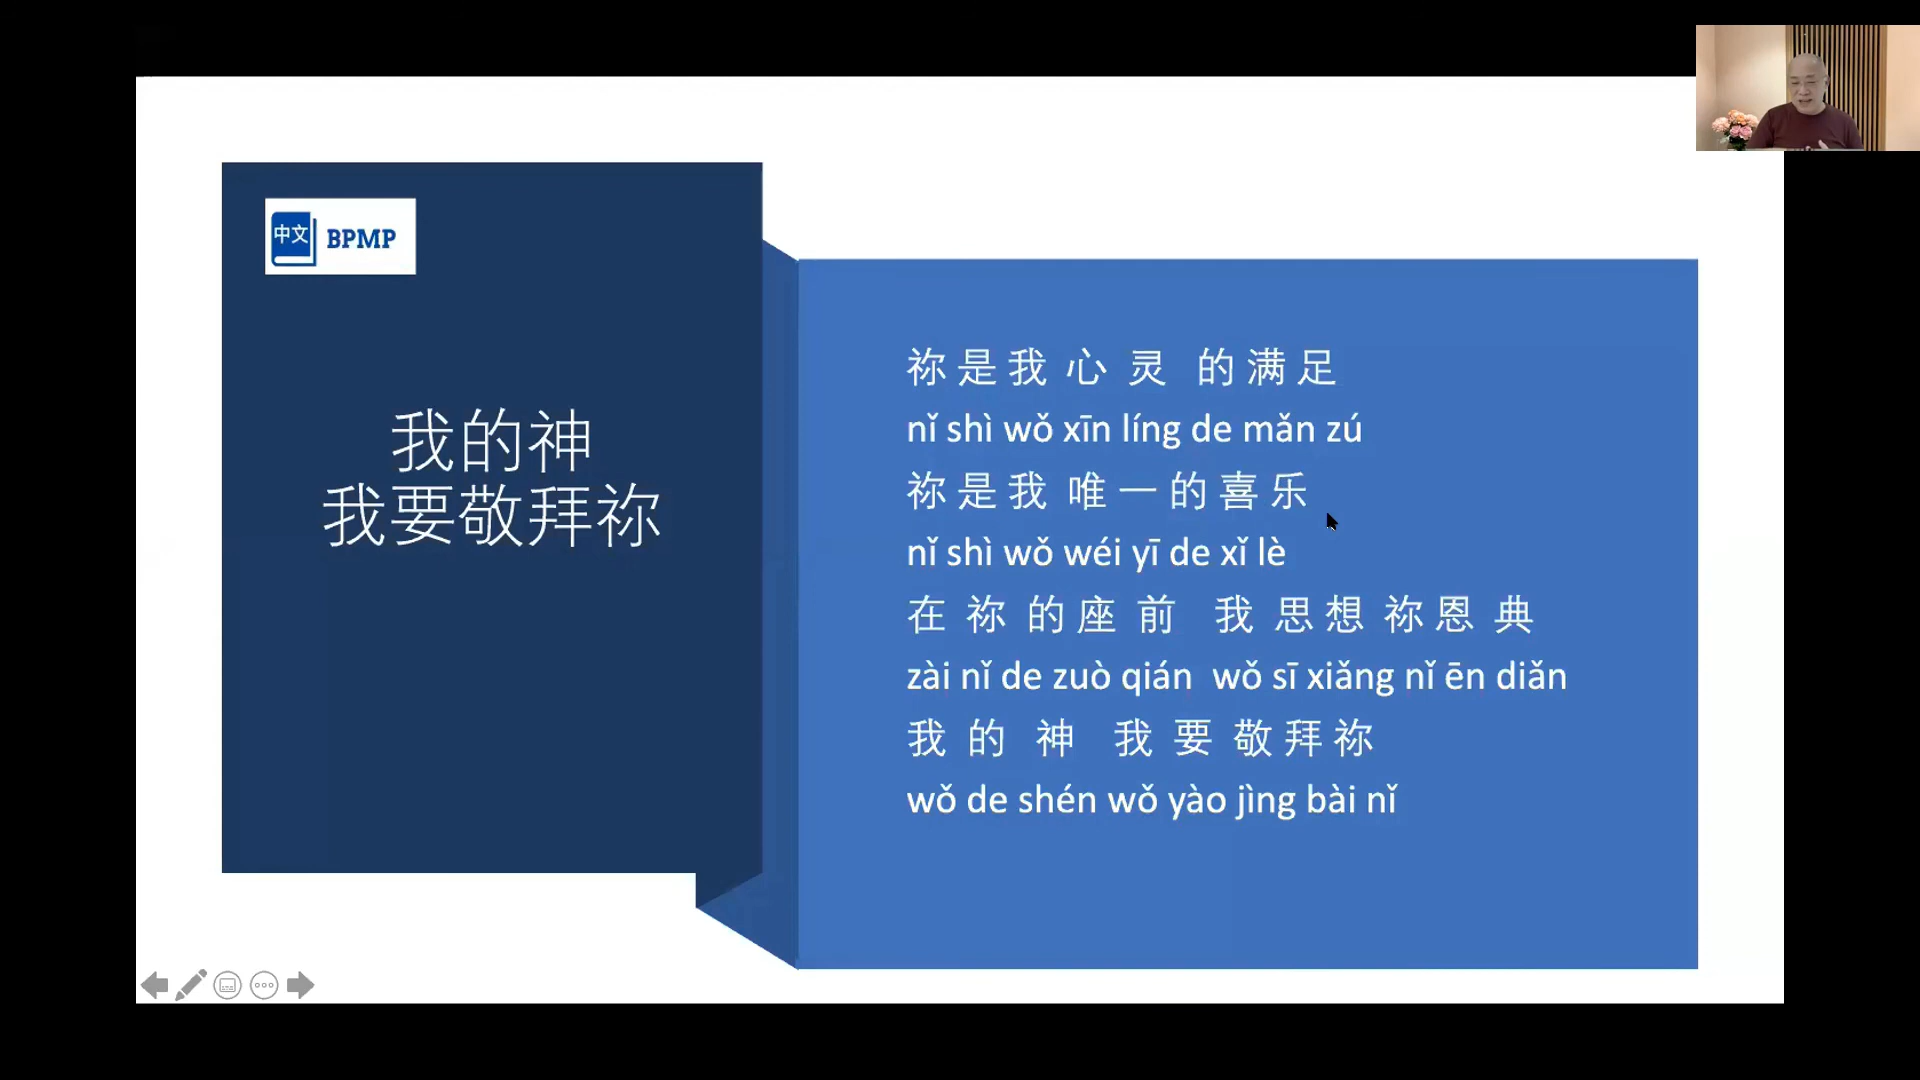 中文 BPMP
我的神
我要敬拜祢
祢是我心灵的满足
nǐ shì wǒ xīn líng de mǎn zú
祢是我唯一的喜乐
nǐ shì wǒ wéi yī de xǐ lè
在祢的座前 我思想祢恩典
zài nǐ de zuò qián wǒ sī xiǎng nǐ ēn diǎn
我的神 我要敬拜祢
wǒ de shén wǒ yào jìng bài nǐ